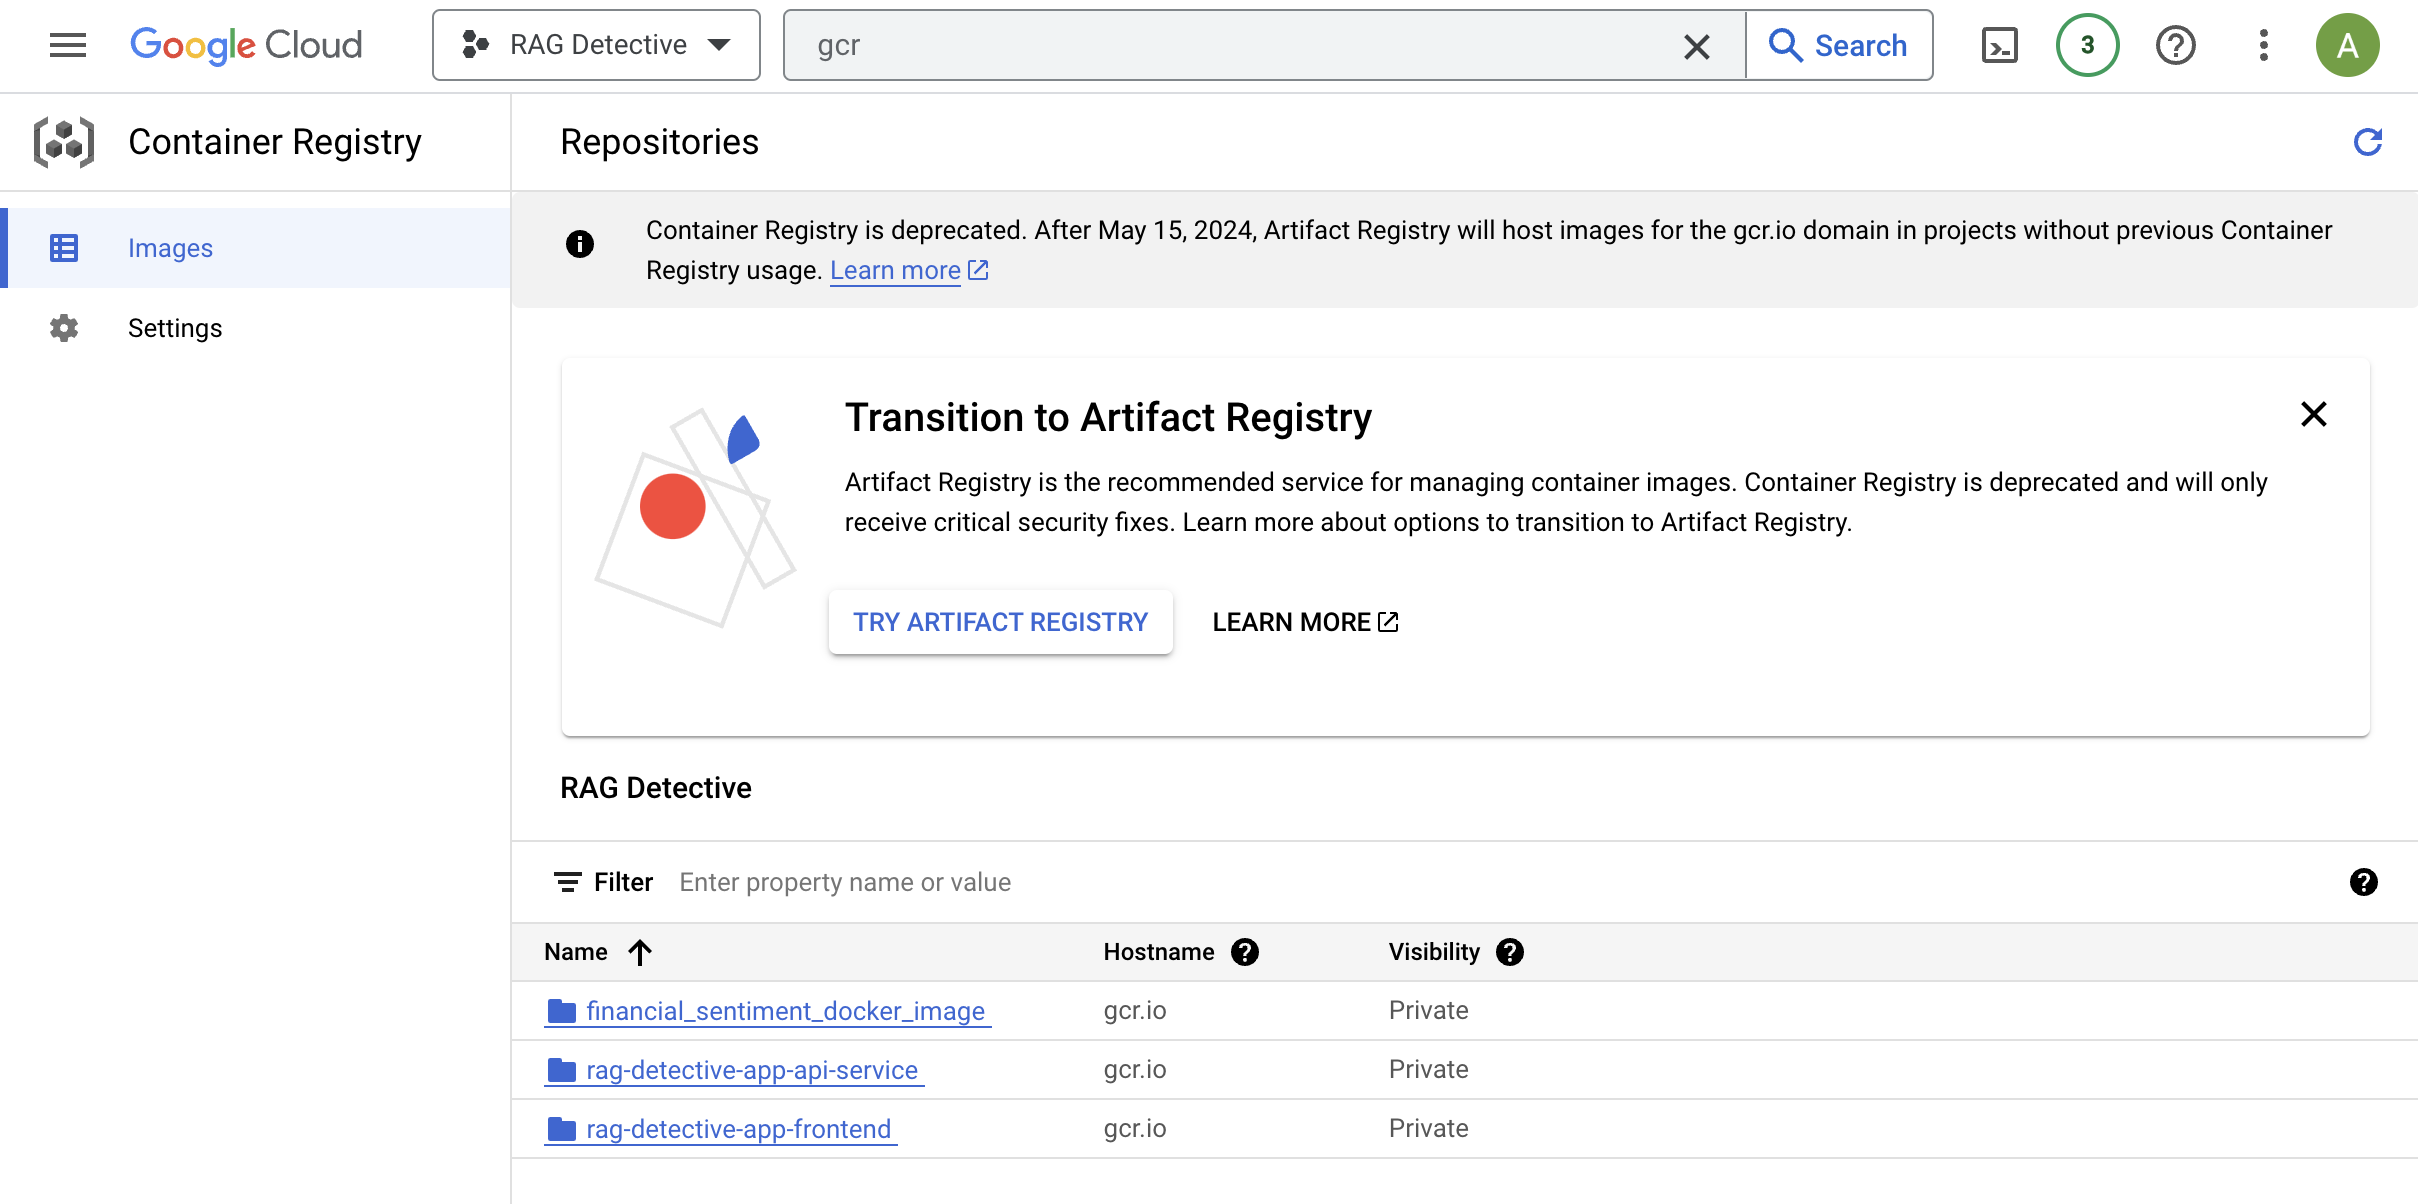 Google Cloud
RAG Detective
gcr
Search
3
A
Container Registry
Repositories
Images
Settings
Container Registry is deprecated. After May 15, 2024, Artifact Registry will host images for the gcr.io domain in projects without previous Container
Registry usage. Learn more
Transition to Artifact Registry
Artifact Registry is the recommended service for managing container images. Container Registry is deprecated and will only
receive critical security fixes. Learn more about options to transition to Artifact Registry.
TRY ARTIFACT REGISTRY
LEARN MORE
RAG Detective
Filter Enter property name or value
Name Hostname Visibility
financial_sentiment_docker_image gcr.io Private
rag-detective-app-api-service gcr.io Private
rag-detective-app-frontend gcr.io Private